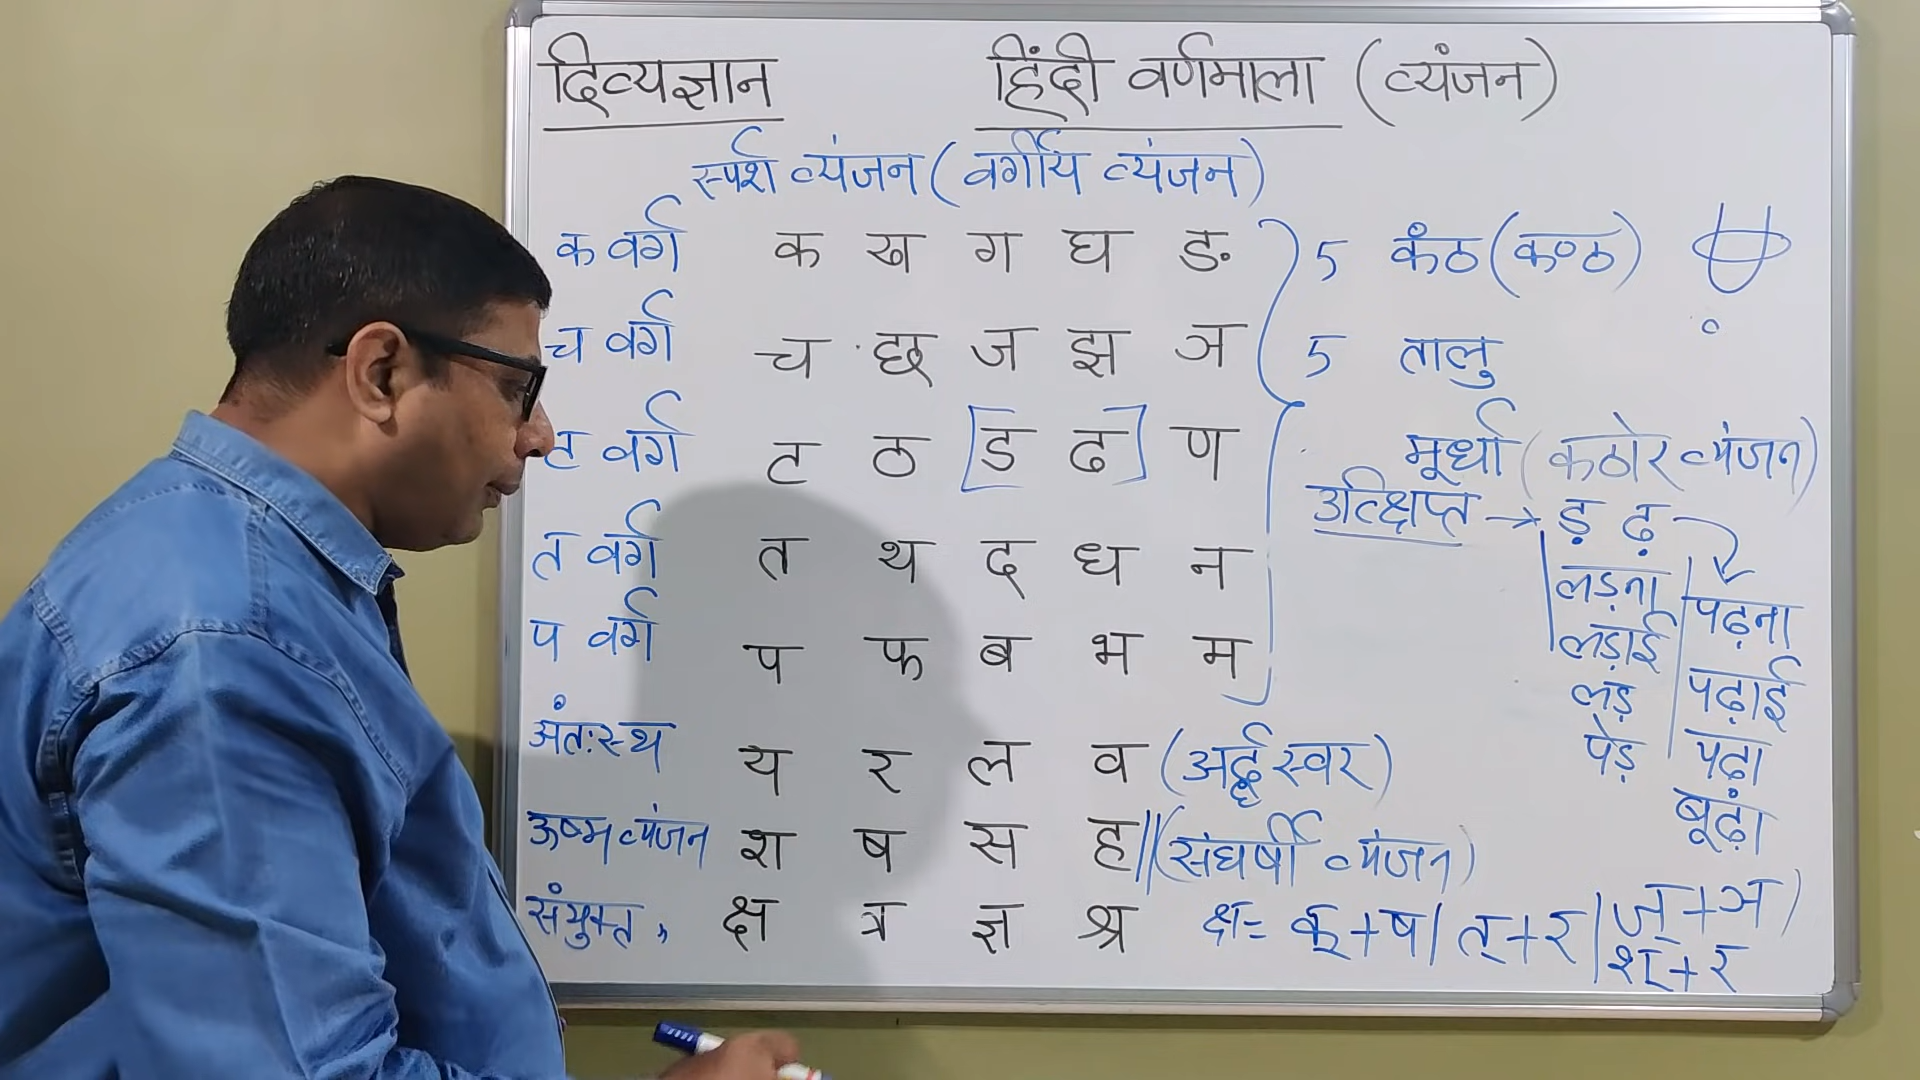 दिव्यज्ञान हिंदी वर्णमाला (व्यंजन)
स्पर्श व्यंजन (वर्गीय व्यंजन)
क वर्ग क ख ग घ ङ 5 कंठ (कण्ठ)
च वर्ग च छ ज झ ञ 5 तालु
ट वर्ग ट ठ [ड ढ] ण मूर्धा (कठोर व्यंजन)
उत्क्षिप्त → ड़ ढ़
त वर्ग त थ द ध न लड़ना पढ़ना
प वर्ग प फ ब भ म लड़ाई पढ़ाई
लड़ पढ़ा
पेड़ बूढ़ा
अंतःस्थ य र ल व (अर्द्ध स्वर)
ऊष्म व्यंजन श ष स ह || (संघर्षी व्यंजन)
संयुक्त, क्ष त्र ज्ञ श्र क्ष = क्+ष | त्+र | ज्+ञ)
श्+र